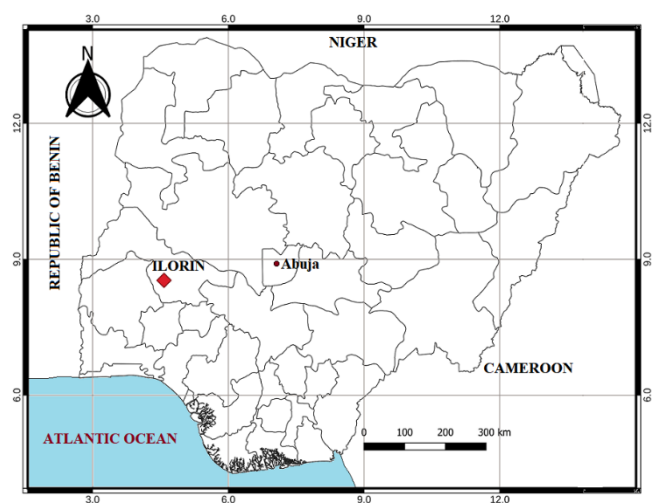 3.0 6.0 9.0 12.0
N
NIGER
12.0 12.0
REPUBLIC OF BENIN
9.0 9.0
ILORIN
Abuja
CAMEROON
6.0 6.0
ATLANTIC OCEAN
0 100 200 300 km
3.0 6.0 9.0 12.0